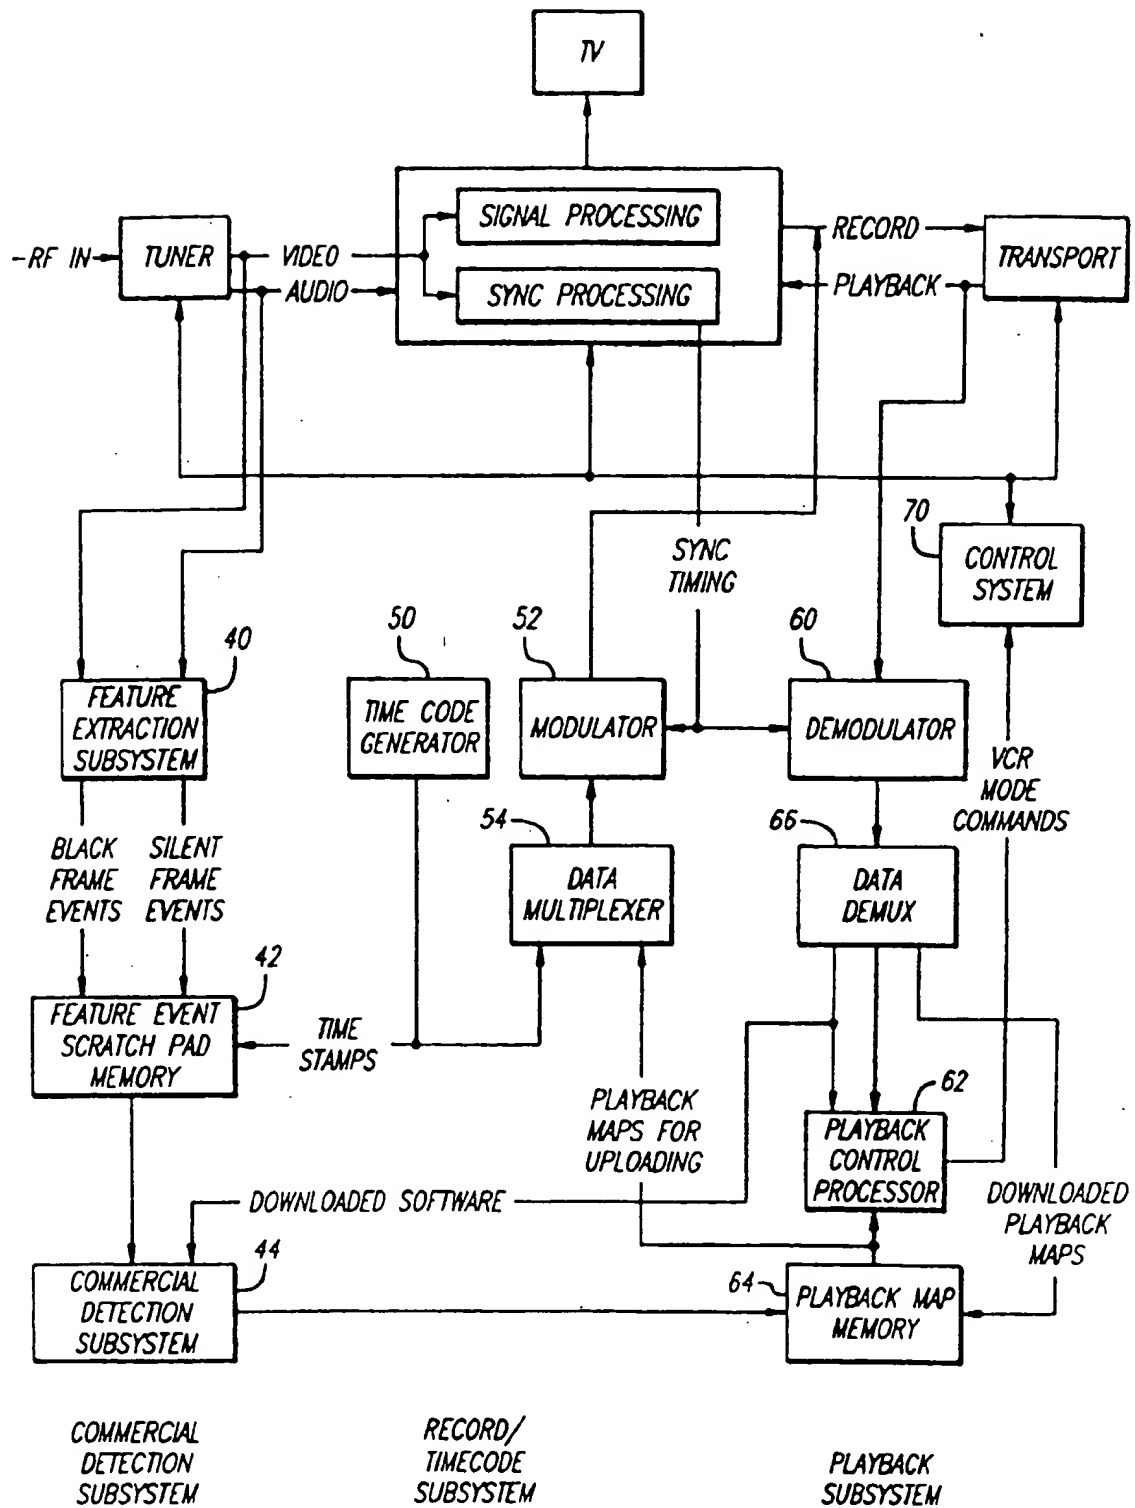 TV
SIGNAL PROCESSING
RECORD
-RF IN
TUNER
VIDEO
TRANSPORT
AUDIO
SYNC PROCESSING
PLAYBACK
70
SYNC
TIMING
CONTROL
SYSTEM
40
50
52
60
FEATURE
EXTRACTION
SUBSYSTEM
TIME CODE
GENERATOR
MODULATOR
DEMODULATOR
VCR
MODE
COMMANDS
BLACK
FRAME
EVENTS
SILENT
FRAME
EVENTS
54
DATA
MULTIPLEXER
66
DATA
DEMUX
42
FEATURE EVENT
SCRATCH PAD
MEMORY
TIME
STAMPS
PLAYBACK
MAPS FOR
UPLOADING
62
PLAYBACK
CONTROL
PROCESSOR
DOWNLOADED
PLAYBACK
MAPS
DOWNLOADED SOFTWARE
44
COMMERCIAL
DETECTION
SUBSYSTEM
64
PLAYBACK MAP
MEMORY
COMMERCIAL
DETECTION
SUBSYSTEM
RECORD/
TIMECODE
SUBSYSTEM
PLAYBACK
SUBSYSTEM